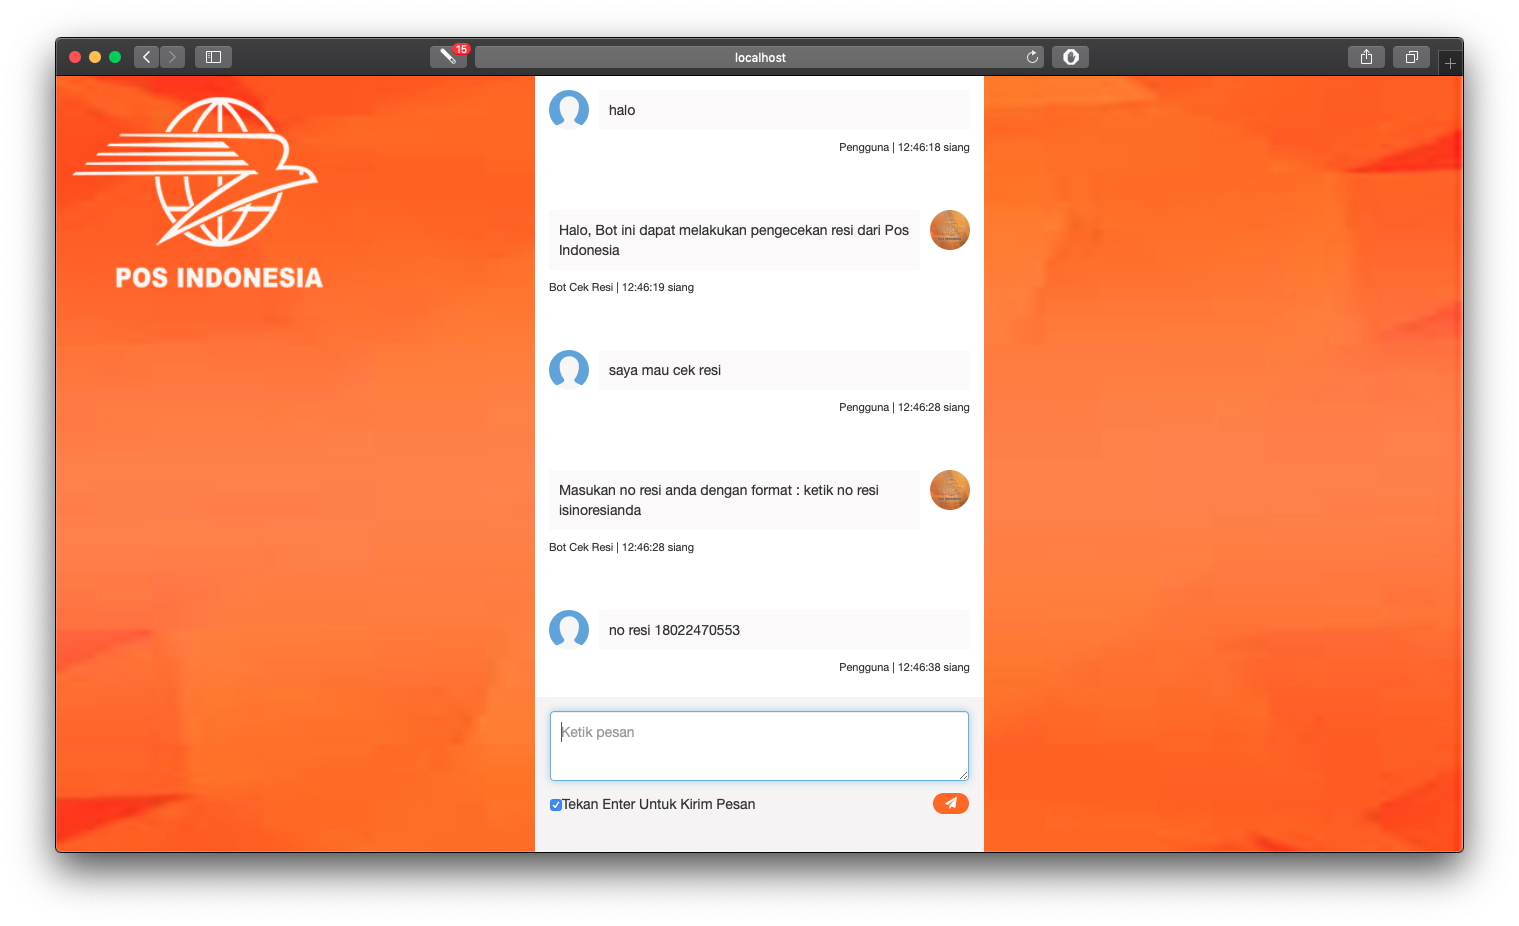 15
localhost
POS INDONESIA
halo
Pengguna | 12:46:18 siang
Halo, Bot ini dapat melakukan pengecekan resi dari Pos
Indonesia
Bot Cek Resi | 12:46:19 siang
saya mau cek resi
Pengguna | 12:46:28 siang
Masukan no resi anda dengan format : ketik no resi
isinoresianda
Bot Cek Resi | 12:46:28 siang
no resi 18022470553
Pengguna | 12:46:38 siang
Ketik pesan
Tekan Enter Untuk Kirim Pesan